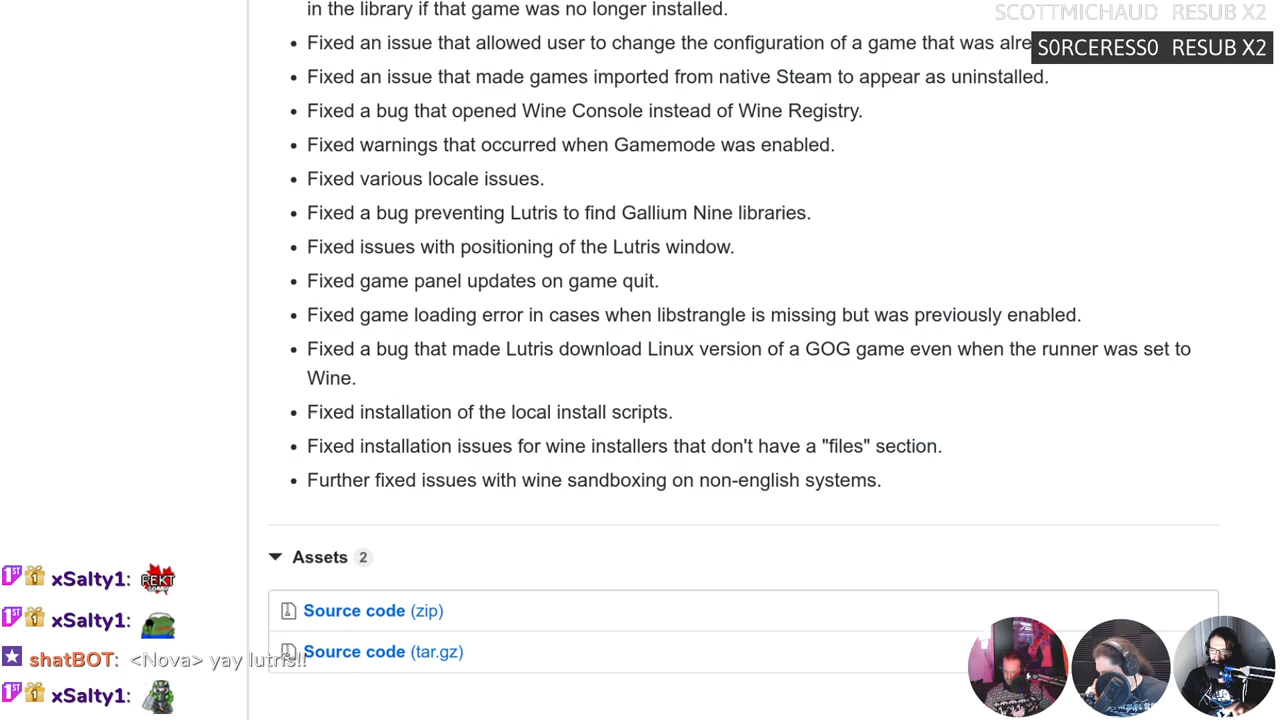 SCOTTMICHAUD RESUB X2
S0RCERESS0 RESUB X2
in the library if that game was no longer installed.
Fixed an issue that allowed user to change the configuration of a game that was alre
Fixed an issue that made games imported from native Steam to appear as uninstalled.
Fixed a bug that opened Wine Console instead of Wine Registry.
Fixed warnings that occurred when Gamemode was enabled.
Fixed various locale issues.
Fixed a bug preventing Lutris to find Gallium Nine libraries.
Fixed issues with positioning of the Lutris window.
Fixed game panel updates on game quit.
Fixed game loading error in cases when libstrangle is missing but was previously enabled.
Fixed a bug that made Lutris download Linux version of a GOG game even when the runner was set to
Wine.
Fixed installation of the local install scripts.
Fixed installation issues for wine installers that don't have a "files" section.
Further fixed issues with wine sandboxing on non-english systems.
Assets 2
Source code (zip)
Source code (tar.gz)
1ST 1 xSalty1: REKT
1ST 1 xSalty1:
shatBOT: <Nova> yay lutris!!
1ST 1 xSalty1: